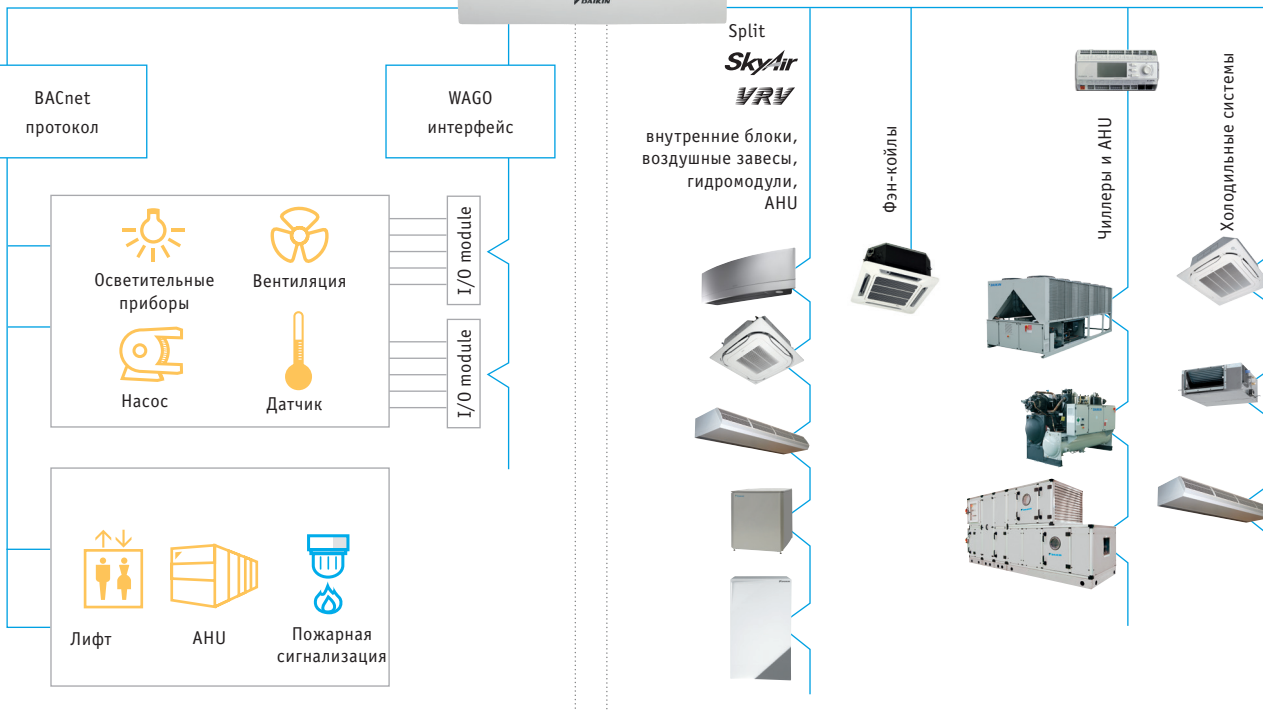 DAIKIN
BACnet
протокол
WAGO
интерфейс
Осветительные
приборы
Вентиляция
Насос
Датчик
I/O module
I/O module
Лифт
AHU
Пожарная
сигнализация
Split
SkyAir
VRV
внутренние блоки,
воздушные завесы,
гидромодули,
AHU
Фэн-койлы
Чиллеры и AHU
Холодильные системы